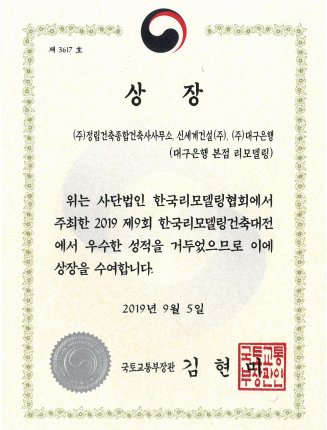 제 3617 호
상 장
(주)정림건축종합건축사사무소, 신세계건설(주), (주)대구은행
(대구은행 본점 리모델링)
위는 사단법인 한국리모델링협회에서
주최한 2019 제9회 한국리모델링건축대전
에서 우수한 성적을 거두었으므로 이에
상장을 수여합니다.
2019년 9월 5일
국토교통부장관 김 현 미
국토교통
부장관인